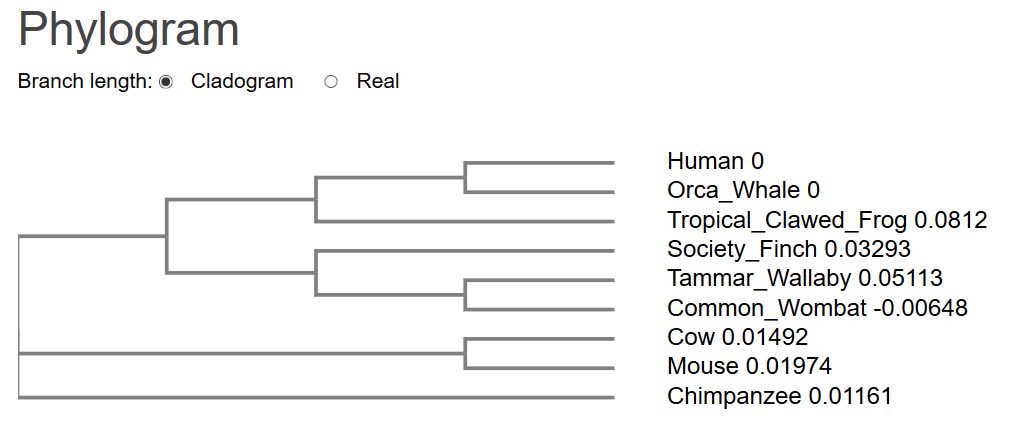 Phylogram
Branch length: Cladogram Real
Human 0
Orca_Whale 0
Tropical_Clawed_Frog 0.0812
Society_Finch 0.03293
Tammar_Wallaby 0.05113
Common_Wombat -0.00648
Cow 0.01492
Mouse 0.01974
Chimpanzee 0.01161